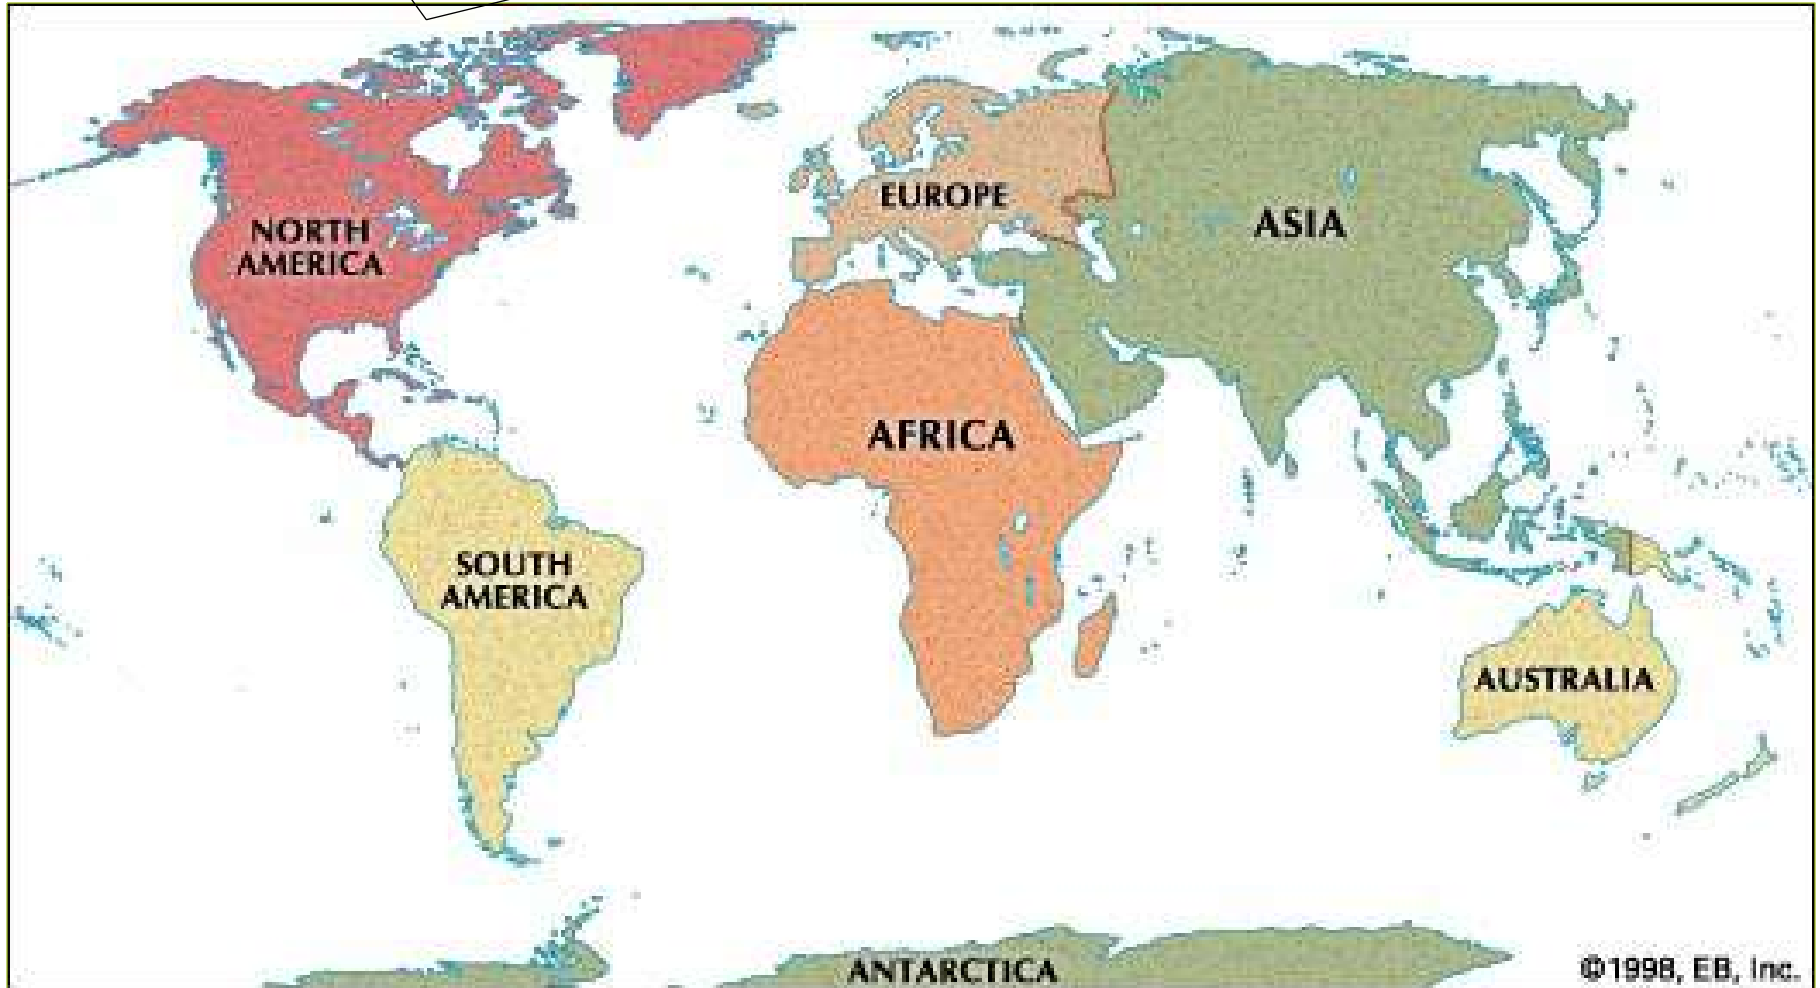 NORTH
AMERICA
EUROPE
ASIA
AFRICA
SOUTH
AMERICA
AUSTRALIA
ANTARCTICA
©1998, EB, Inc.